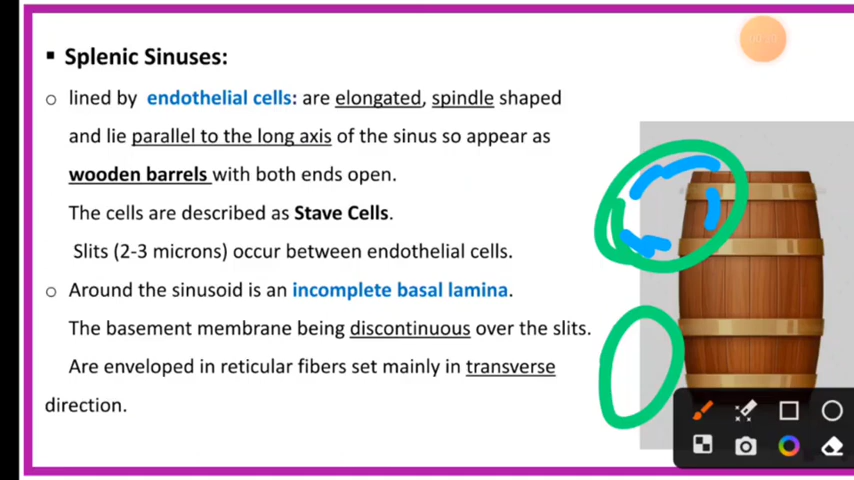 ▪ Splenic Sinuses:
o lined by endothelial cells: are elongated, spindle shaped
and lie parallel to the long axis of the sinus so appear as
wooden barrels with both ends open.
The cells are described as Stave Cells.
Slits (2-3 microns) occur between endothelial cells.
o Around the sinusoid is an incomplete basal lamina.
The basement membrane being discontinuous over the slits.
Are enveloped in reticular fibers set mainly in transverse
direction.